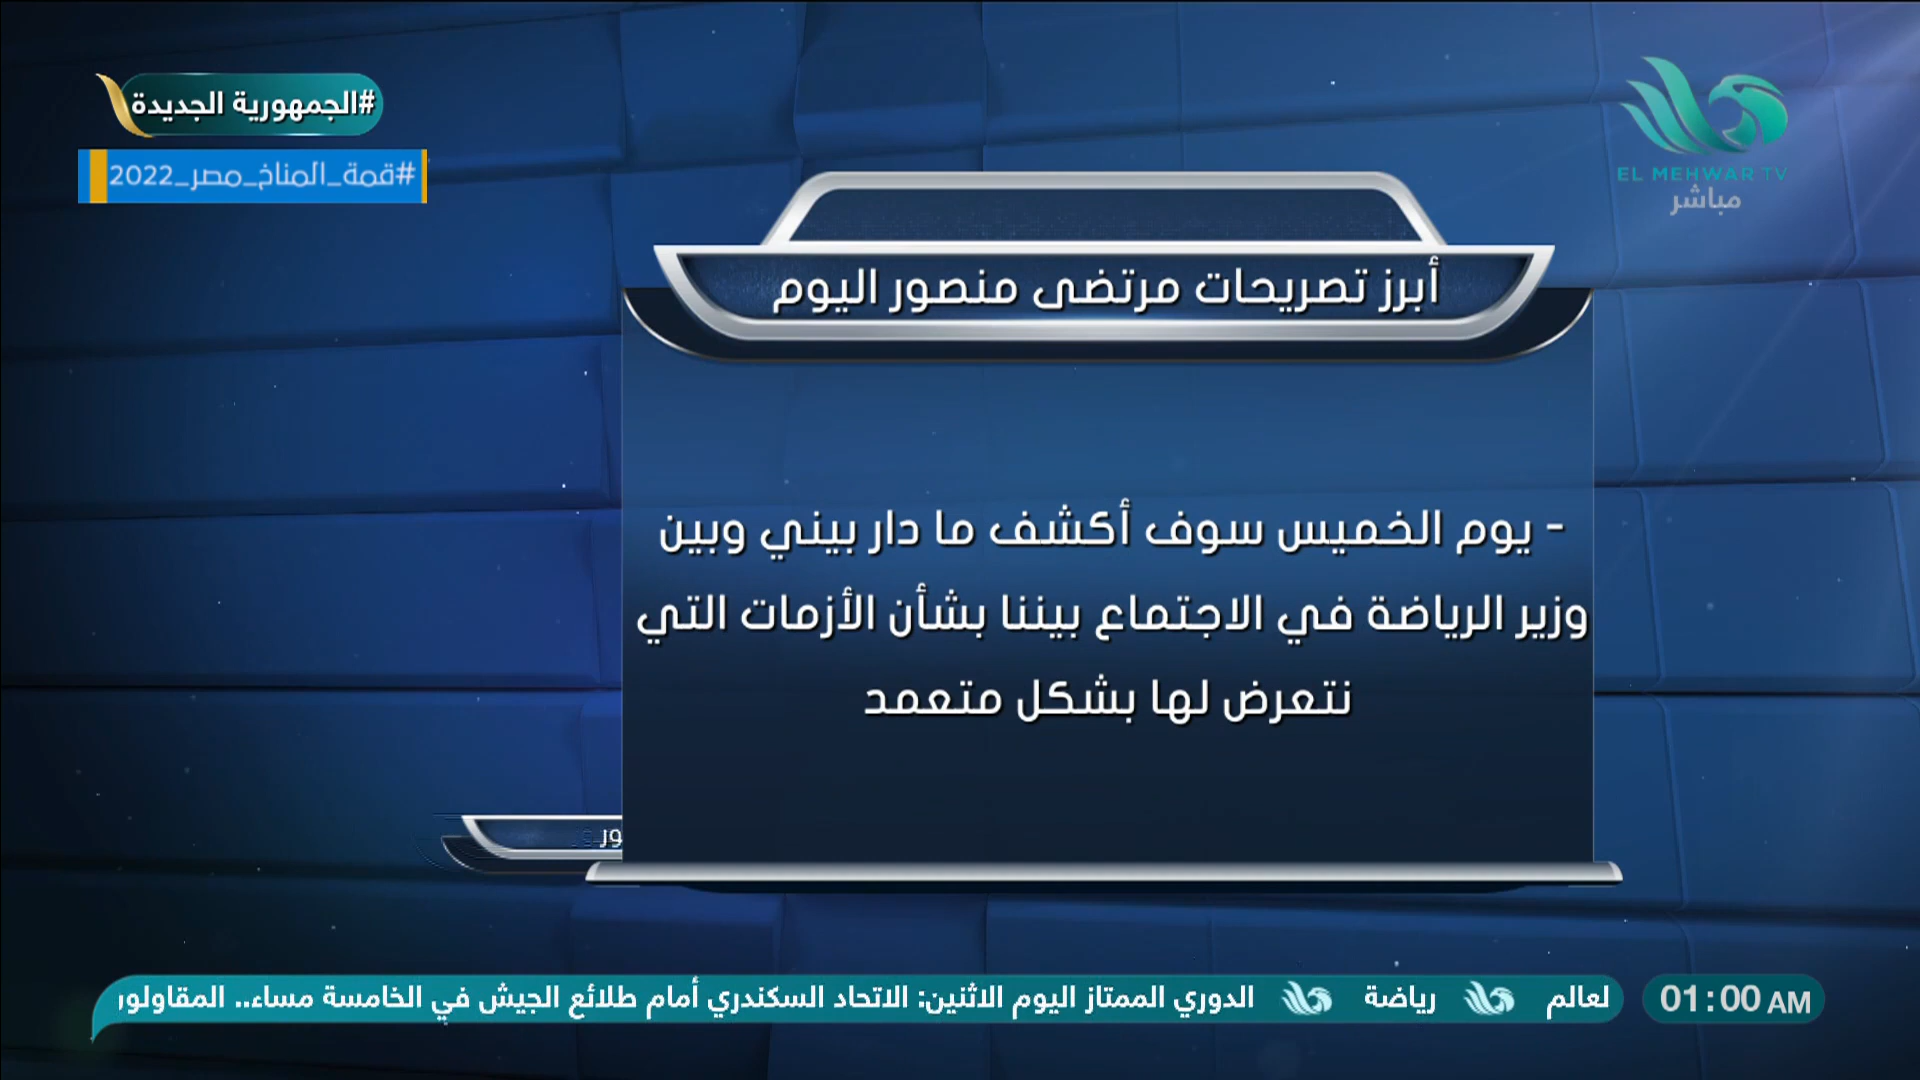 #الجمهورية الجديدة
#قمة_المناخ_مصر_2022
EL MEHWAR TV
مباشر
أبرز تصريحات مرتضى منصور اليوم
- يوم الخميس سوف أكشف ما دار بيني وبين
وزير الرياضة في الاجتماع بيننا بشأن الأزمات التي
نتعرض لها بشكل متعمد
لعالم رياضة الدوري الممتاز اليوم الاثنين: الاتحاد السكندري أمام طلائع الجيش في الخامسة مساء.. المقاولور
01:00 AM